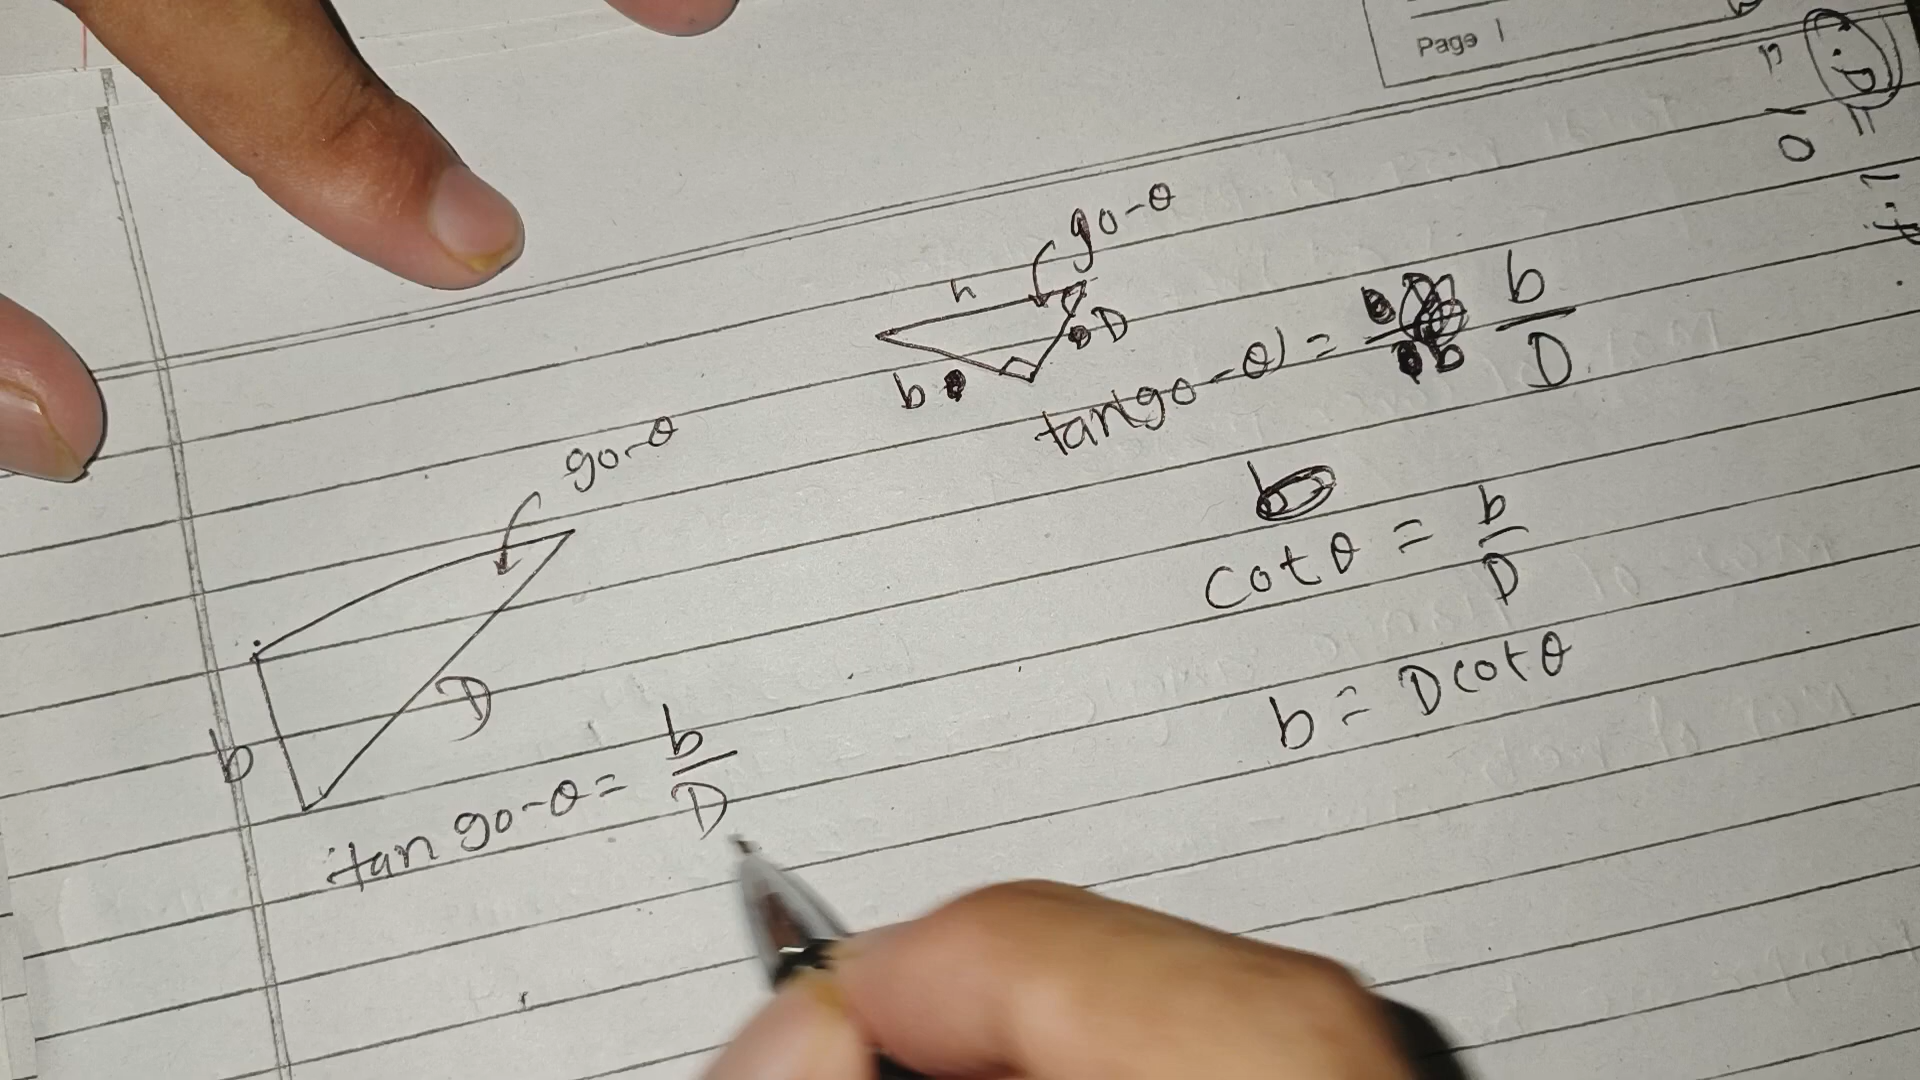 Page 1
90-θ
h
D
b
tan90-θ) = b/D
90-θ
b
D
cotθ = b/D
b = Dcotθ
tan 90-θ = b/D